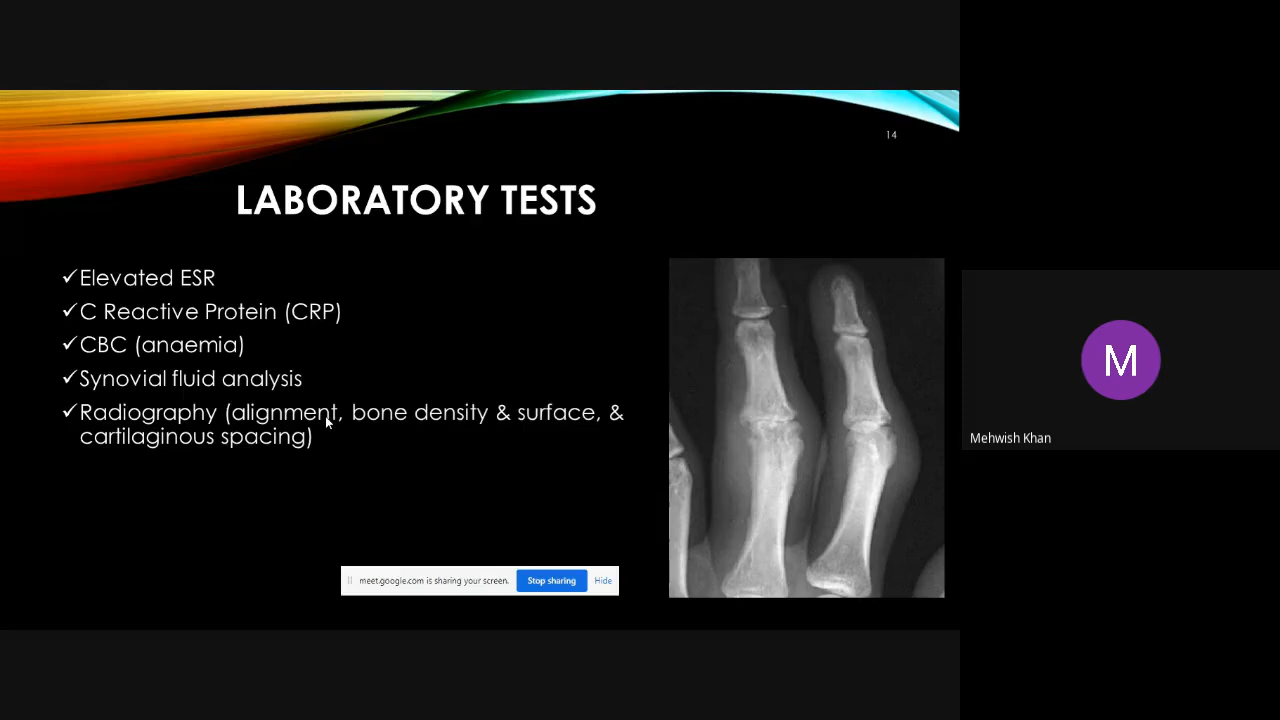 14
LABORATORY TESTS
✓Elevated ESR
✓C Reactive Protein (CRP)
✓CBC (anaemia)
✓Synovial fluid analysis
✓Radiography (alignment, bone density & surface, &
cartilaginous spacing)
meet.google.com is sharing your screen.
Stop sharing
Hide
M
Mehwish Khan